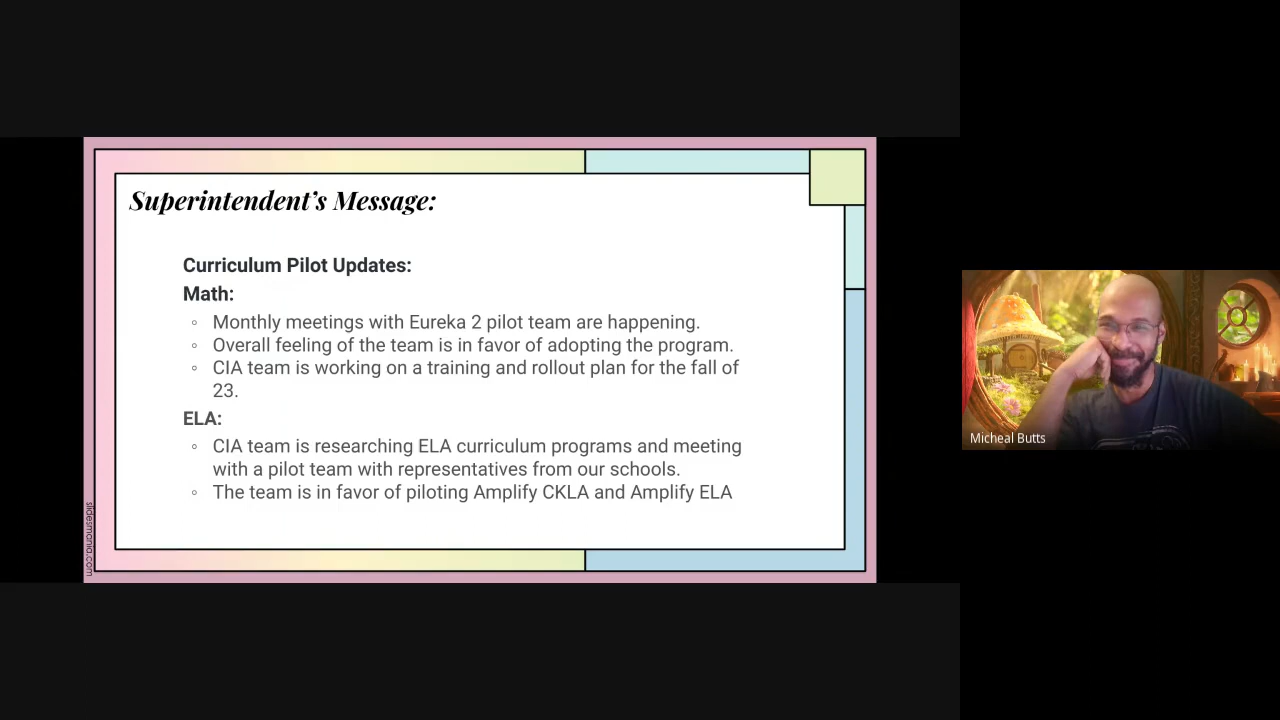 Superintendent's Message:
Curriculum Pilot Updates:
Math:
◦ Monthly meetings with Eureka 2 pilot team are happening.
◦ Overall feeling of the team is in favor of adopting the program.
◦ CIA team is working on a training and rollout plan for the fall of
23.
ELA:
◦ CIA team is researching ELA curriculum programs and meeting
with a pilot team with representatives from our schools.
◦ The team is in favor of piloting Amplify CKLA and Amplify ELA
slidesmania.com
Micheal Butts